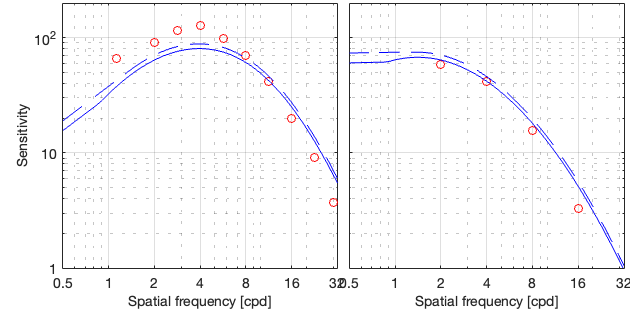 10²
10
1
Sensitivity
0.5 1 2 4 8 16 32
Spatial frequency [cpd]
0.5 1 2 4 8 16 32
Spatial frequency [cpd]